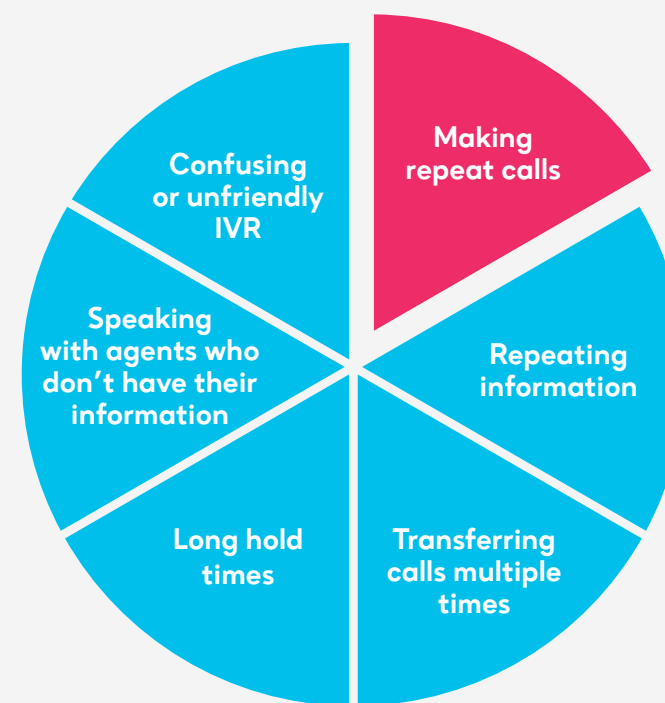 Making
repeat calls
Repeating
information
Transferring
calls multiple
times
Long hold
times
Speaking
with agents who
don’t have their
information
Confusing
or unfriendly
IVR